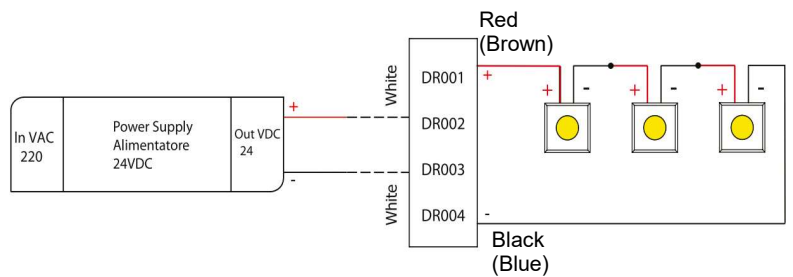 Red
(Brown)
White
DR001
+
+ - + - + -
+
In VAC
220
Power Supply
Alimentatore
24VDC
Out VDC
24
DR002
DR003
-
White
DR004
-
Black
(Blue)